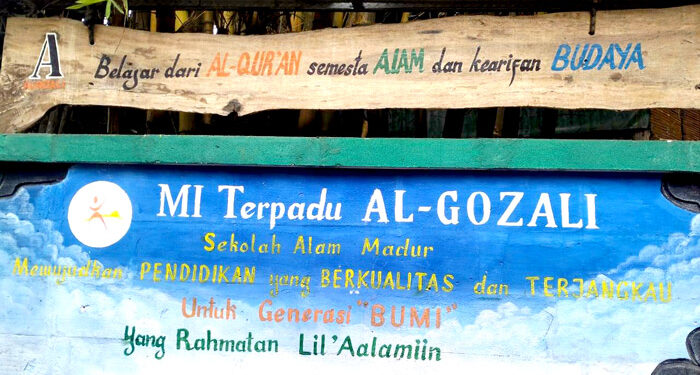 A
Belajar dari AL-QUR'AN semesta ALAM dan kearifan BUDAYA
MI Terpadu AL-GOZALI
Sekolah Alam Madur
Mewujudkan PENDIDIKAN yang BERKUALITAS dan TERJANGKAU
Untuk Generasi "BUMI"
Yang Rahmatan Lil'Aalamiin